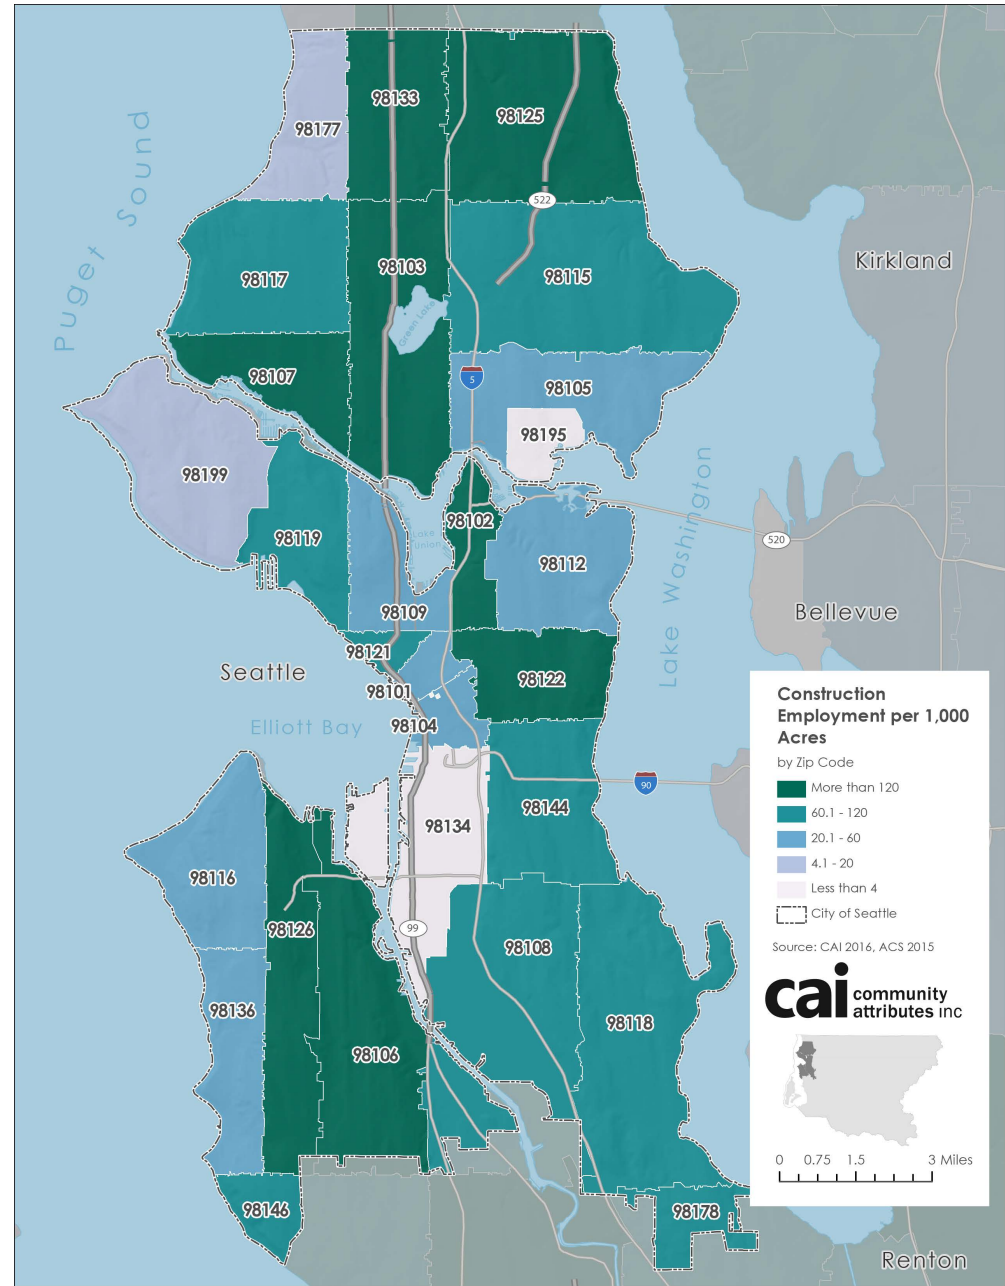 98133
98125
98177
Puget Sound
522
Kirkland
98103
98117
98115
Green Lake
98107
5
98105
98195
98199
98102
Lake Washington
98119
Lake
Union
520
98112
98109
Bellevue
98121
Seattle
98122
98101
Elliott Bay
98104
90
98144
98134
98116
99
98126
98108
98136
98118
98106
98146
98178
Renton
Construction
Employment per 1,000
Acres
by Zip Code
More than 120
60.1 - 120
20.1 - 60
4.1 - 20
Less than 4
City of Seattle
Source: CAI 2016, ACS 2015
cai community
attributes INC
0 0.75 1.5 3 Miles